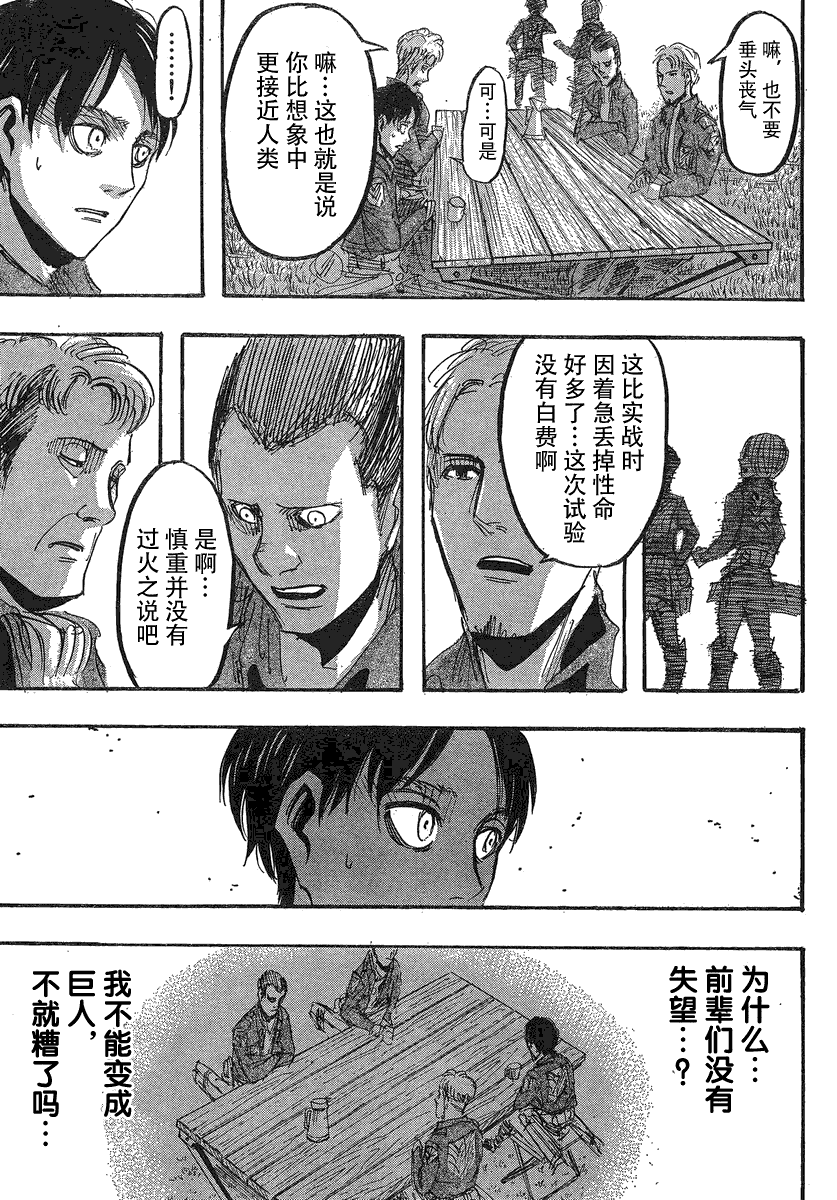 嘛，也不要
垂头丧气
可…可是
嘛…这也就是说
你比想象中
更接近人类
……！
这比实战时
因着急丢掉性命
好多了…这次试验
没有白费啊
是啊…
慎重并没有
过火之说吧
为什么…
前辈们没有
失望…？
我不能变成
巨人，
不就糟了吗…